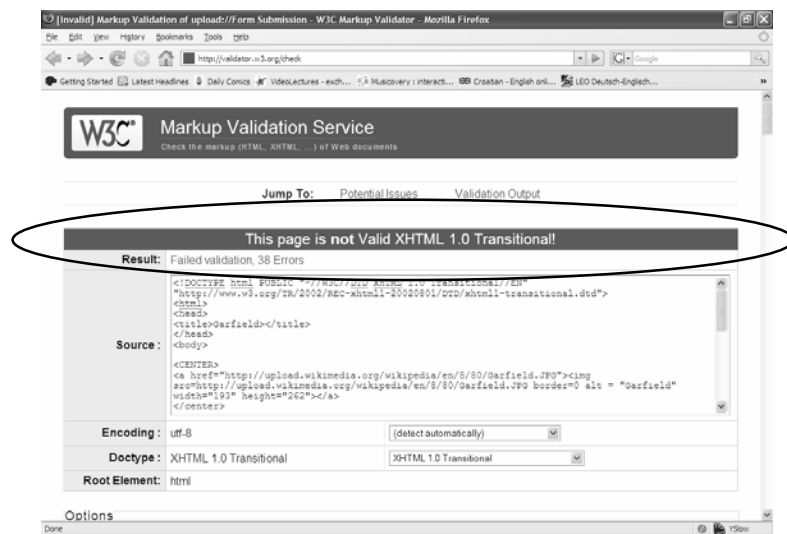 [Invalid] Markup Validation of upload://Form Submission - W3C Markup Validator - Mozilla Firefox
File Edit View History Bookmarks Tools Help
http://validator.w3.org/check
Google
Getting Started Latest Headlines Daily Comics VideoLectures - exch... Musicovery : interacti... Croatian - English onli... LEO Deutsch-Englisch... »
W3C® Markup Validation Service
Check the markup (HTML, XHTML, ...) of Web documents
Jump To: Potential Issues Validation Output
This page is not Valid XHTML 1.0 Transitional!
Result: Failed validation, 38 Errors
Source :
<!DOCTYPE html PUBLIC "-//W3C//DTD XHTML 1.0 Transitional//EN"
"http://www.w3.org/TR/2002/REC-xhtml1-20020801/DTD/xhtml1-transitional.dtd">
<html>
<head>
<title>Garfield></title>
</head>
<body>
<CENTER>
<a href="http://upload.wikimedia.org/wikipedia/en/8/80/Garfield.JPG"><img
src=http://upload.wikimedia.org/wikipedia/en/8/80/Garfield.JPG border=0 alt = "Garfield"
width="193" height="262"></a>
</center>
Encoding : utf-8 (detect automatically)
Doctype : XHTML 1.0 Transitional XHTML 1.0 Transitional
Root Element: html
Options
Done YSlow